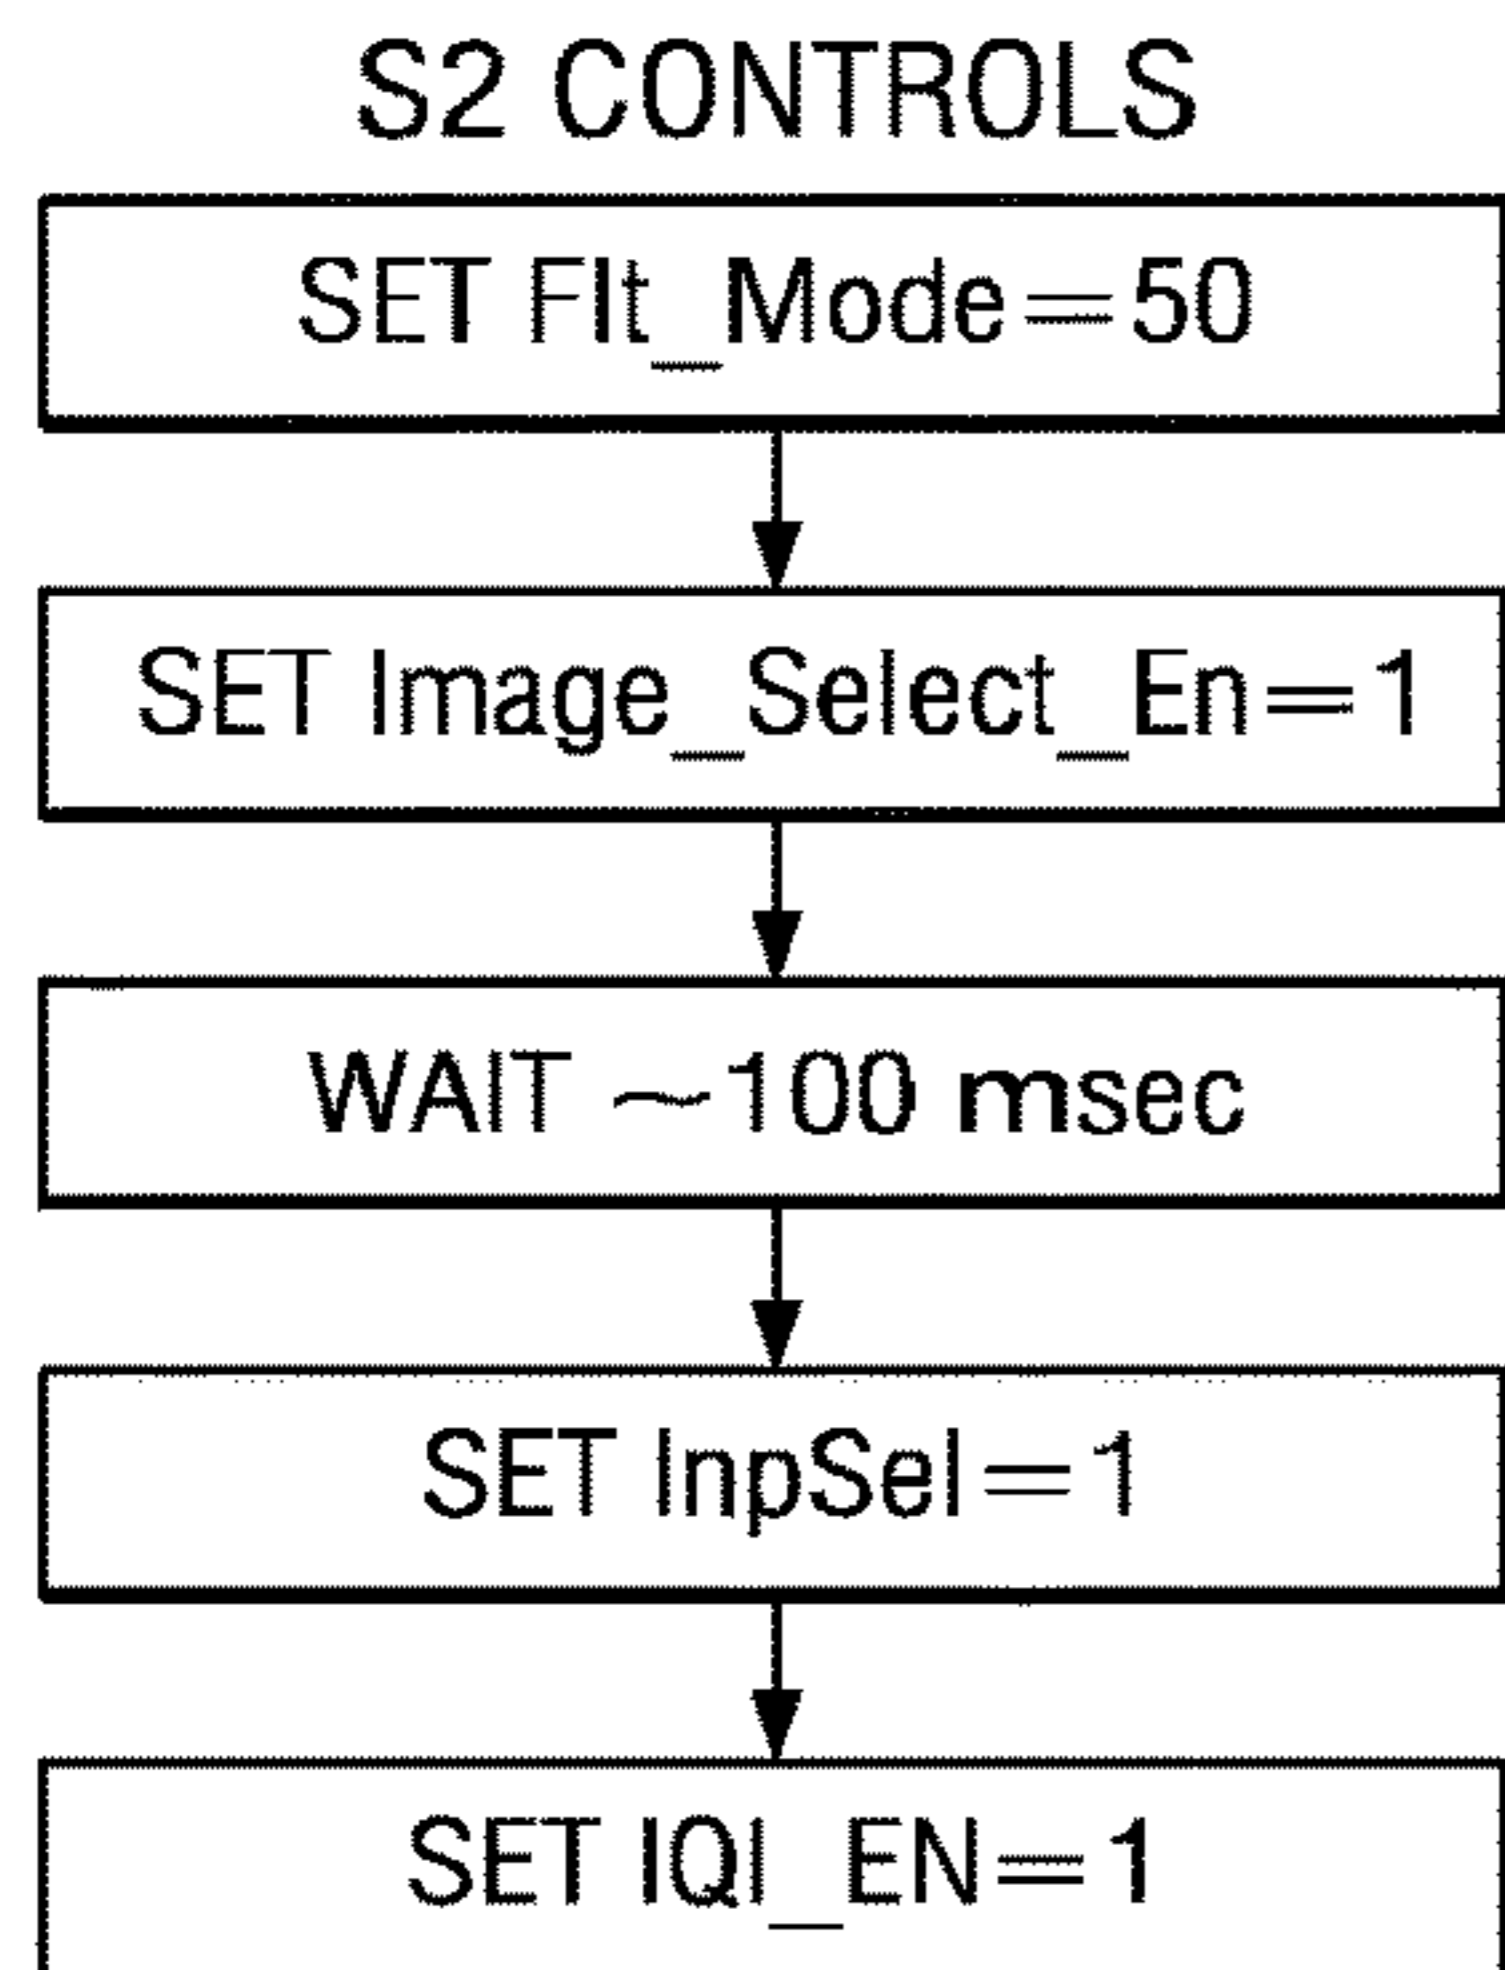 S2 CONTROLS
SET Flt_Mode=50
SET Image_Select_En=1
WAIT ~100 msec
SET InpSel=1
SET IQI_EN=1